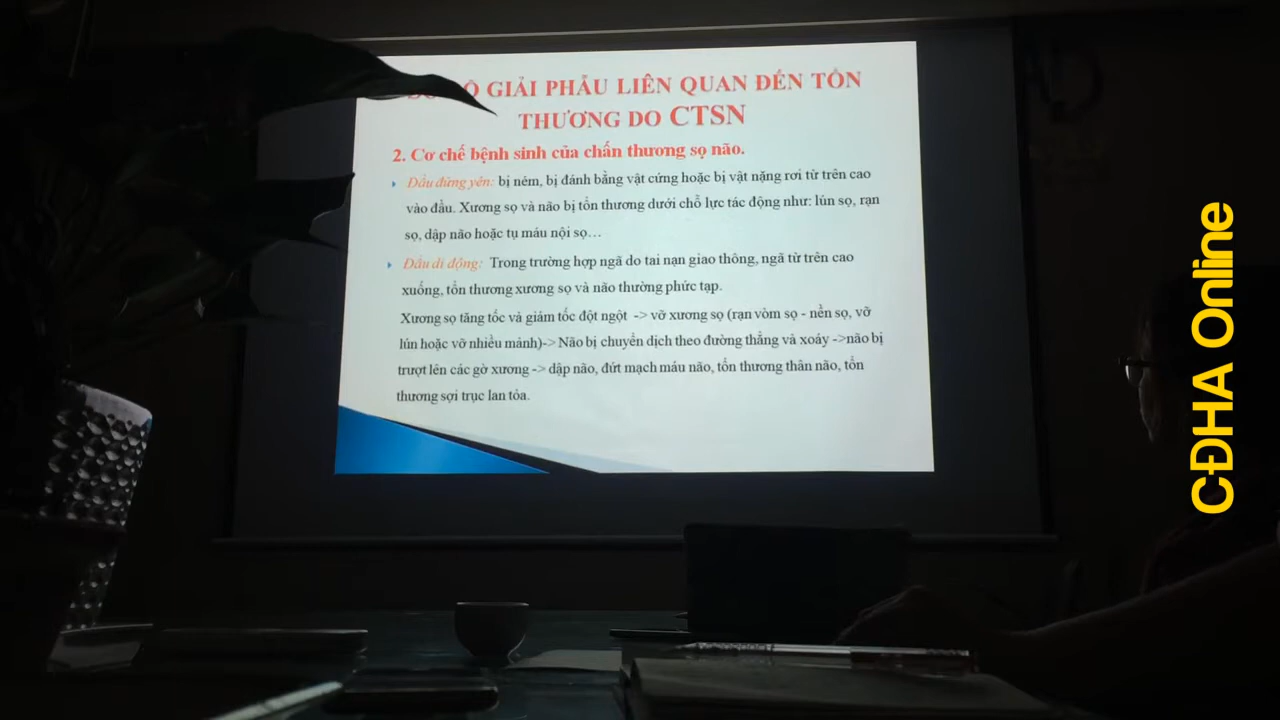 GIẢI PHẪU LIÊN QUAN ĐẾN TỔN
THƯƠNG DO CTSN
2. Cơ chế bệnh sinh của chấn thương sọ não.
Đầu đứng yên: bị ném, bị đánh bằng vật cứng hoặc bị vật nặng rơi từ trên cao
vào đầu. Xương sọ và não bị tổn thương dưới chỗ lực tác động như: lún sọ, rạn
sọ, dập não hoặc tụ máu nội sọ…
Đầu di động: Trong trường hợp ngã do tai nạn giao thông, ngã từ trên cao
xuống, tổn thương xương sọ và não thường phức tạp.
Xương sọ tăng tốc và giảm tốc đột ngột -> vỡ xương sọ (rạn vòm sọ - nền sọ, vỡ
lún hoặc vỡ nhiều mảnh)-> Não bị chuyển dịch theo đường thẳng và xoáy ->não bị
trượt lên các gờ xương -> dập não, đứt mạch máu não, tổn thương thân não, tổn
thương sợi trục lan tỏa.
CĐHA Online